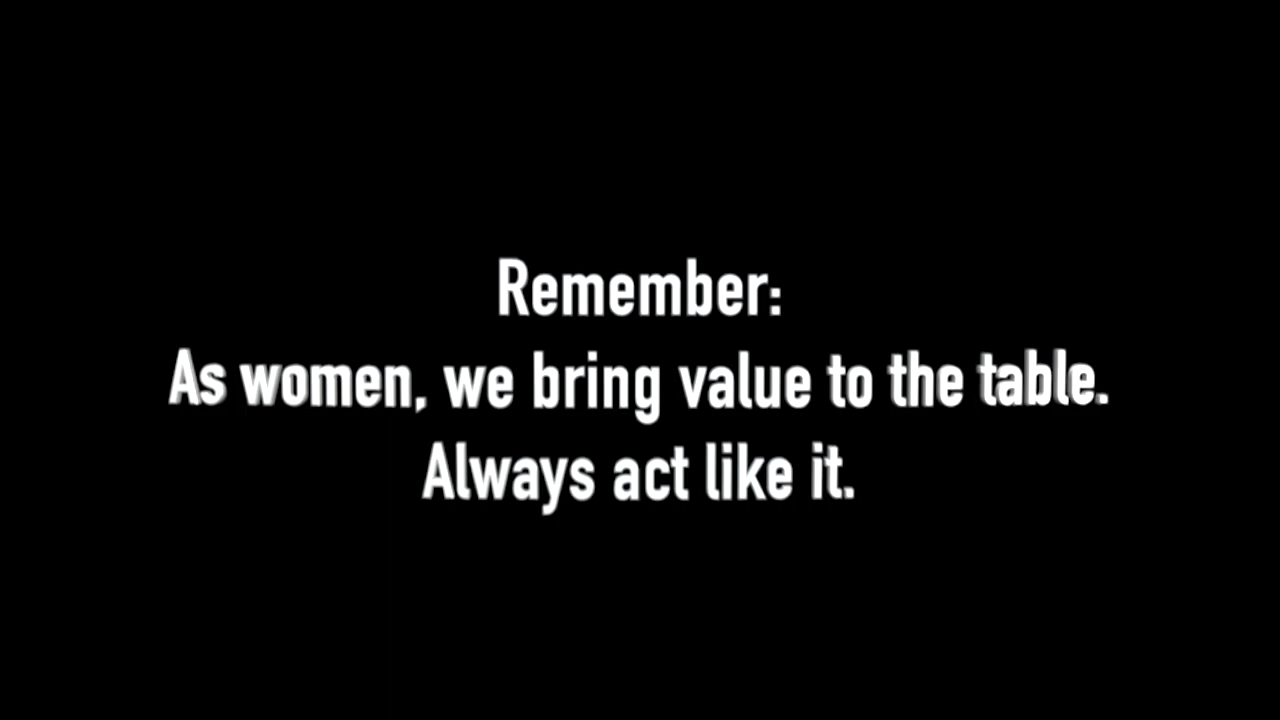 Remember:
As women, we bring value to the table.
Always act like it.